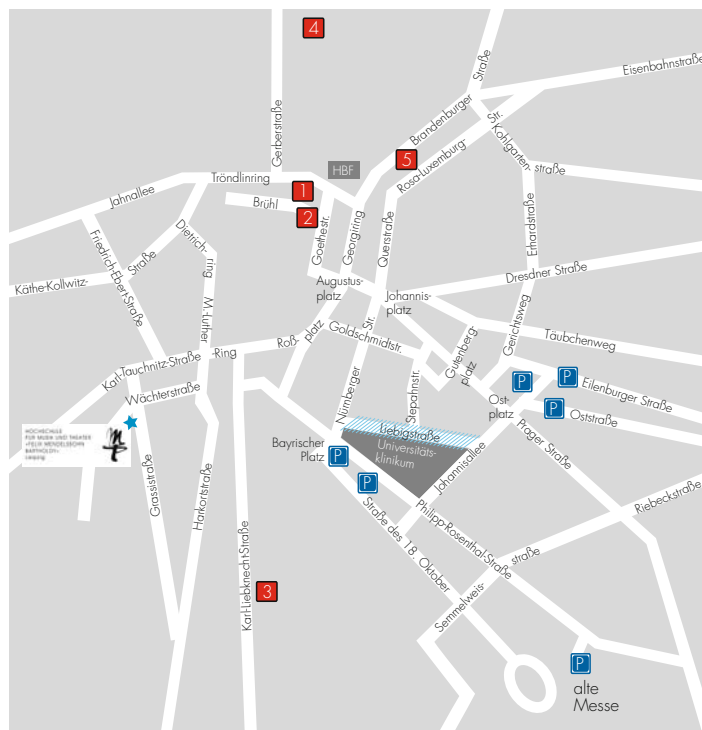 4
Straße
Eisenbahnstraße
Brandenburger
Gerberstraße
Str.
Kohlgarten-
straße
HBF
5
Rosa-Luxemburg-
Tröndlinring
Jahnallee
1
Brühl
2
Goethestr.
Georgiring
Querstraße
Erhardstraße
Dietrich-
ring
Friedrich-Ebert-Straße
Straße
Käthe-Kollwitz-
Augustus-
platz
Johannis-
platz
Dresdner Straße
M.-Luther
-Ring
Roß-
platz
Goldschmidtstr.
Str.
Nürnberger
Gutenberg-
platz
Gerichtsweg
Täubchenweg
Karl-Tauchnitz-Straße
Wächterstraße
Stepahnstr.
P
P
P
Eilenburger Straße
Oststraße
Ost-
platz
Prager Straße
HOCHSCHULE
FÜR MUSIK UND THEATER
»FELIX MENDELSSOHN
BARTHOLDY«
Leipzig
Bayrischer
Platz
P
P
Liebigstraße
Universitäts-
klinikum
Johannisallee
Grassistraße
Harkortstraße
Karl-Liebknecht-Straße
3
Straße des 18. Oktober
Philipp-Rosenthal-Straße
Riebeckstraße
Semmelweis-
straße
P
alte
Messe